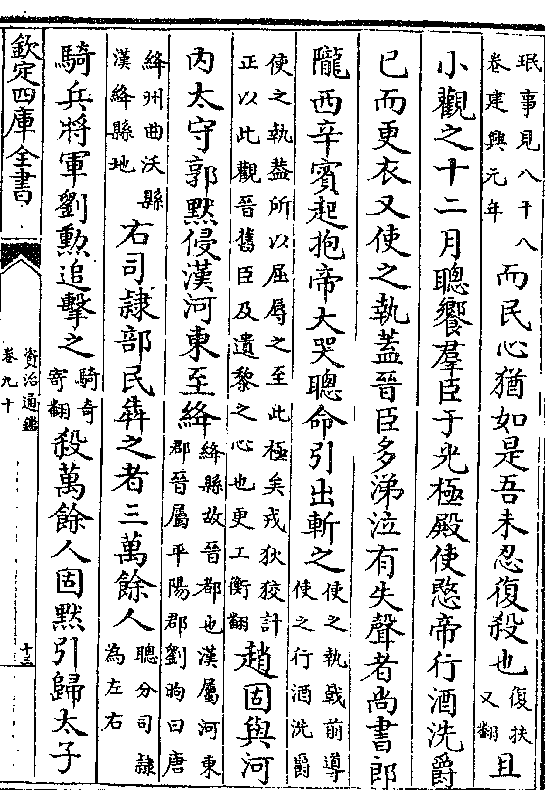 珉事見八十八
卷建興元年
而民心猶如是吾未忍復殺也
復扶
又翻
且
小觀之十二月聰饗羣臣于光極殿使愍帝行酒洗爵
已而更衣又使之執蓋晉臣多涕泣有失聲者尚書郎
隴西辛賓起抱帝大哭聰命引出斬之
使之執戟前導
使之行酒洗爵
使之執蓋所以屈辱之至此極矣戎狄狡計
正以此觀晉舊臣及遺黎之心也更工衡翻
趙固與河
內太守郭默侵漢河東至絳
絳縣故晉都也漢屬河東
郡晉屬平陽郡劉昫曰唐
絳州曲沃縣
漢絳縣地
右司隸部民犇之者三萬餘人
聰分司隸
為左右
騎兵將軍劉勲追擊之
騎奇
寄翻
殺萬餘人固默引歸太子
欽定四庫全書
資治通鑑
卷九十
十三